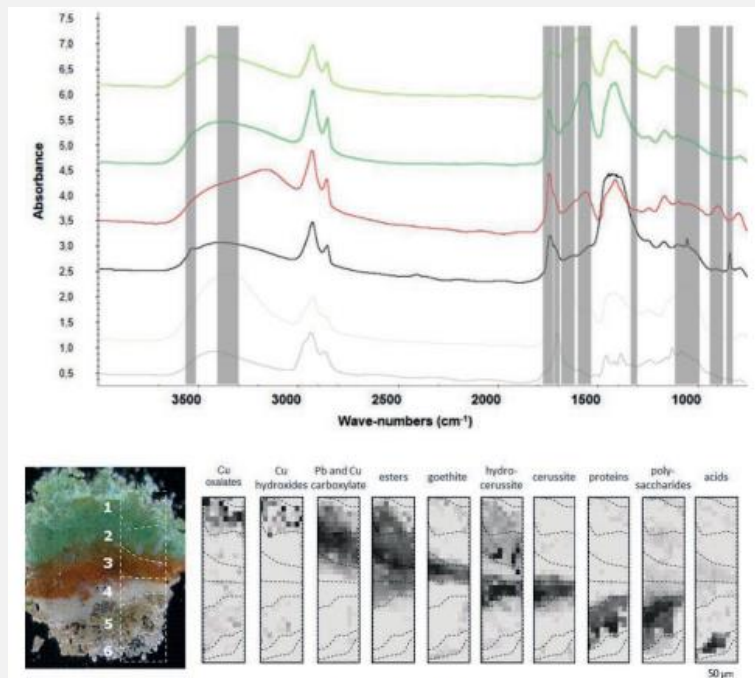 7.5
7,0
6,5
6.0
5.5
5,0
4.5
4.0
3.5
3.0
2.5
2,0
1.5
1,0
0,5
Absorbance
3500
3000
2500
2000
1500
1000
Wave-numbers (cm⁻¹)
Cu
oxalates
Cu
hydroxides
Pb and Cu
carboxylate
esters
goethite
hydro-
cerussite
cerussite
proteins
poly-
saccharides
acids
1
2
3
4
5
6
50 µm